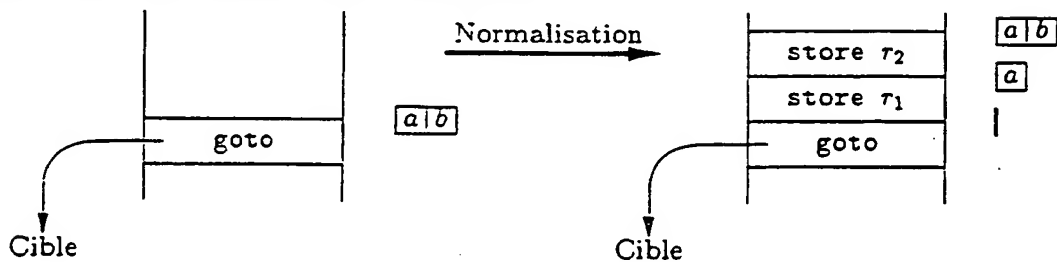 Normalisation
a|b
goto
Cible
a|b
store r₂
a
store r₁
goto
Cible